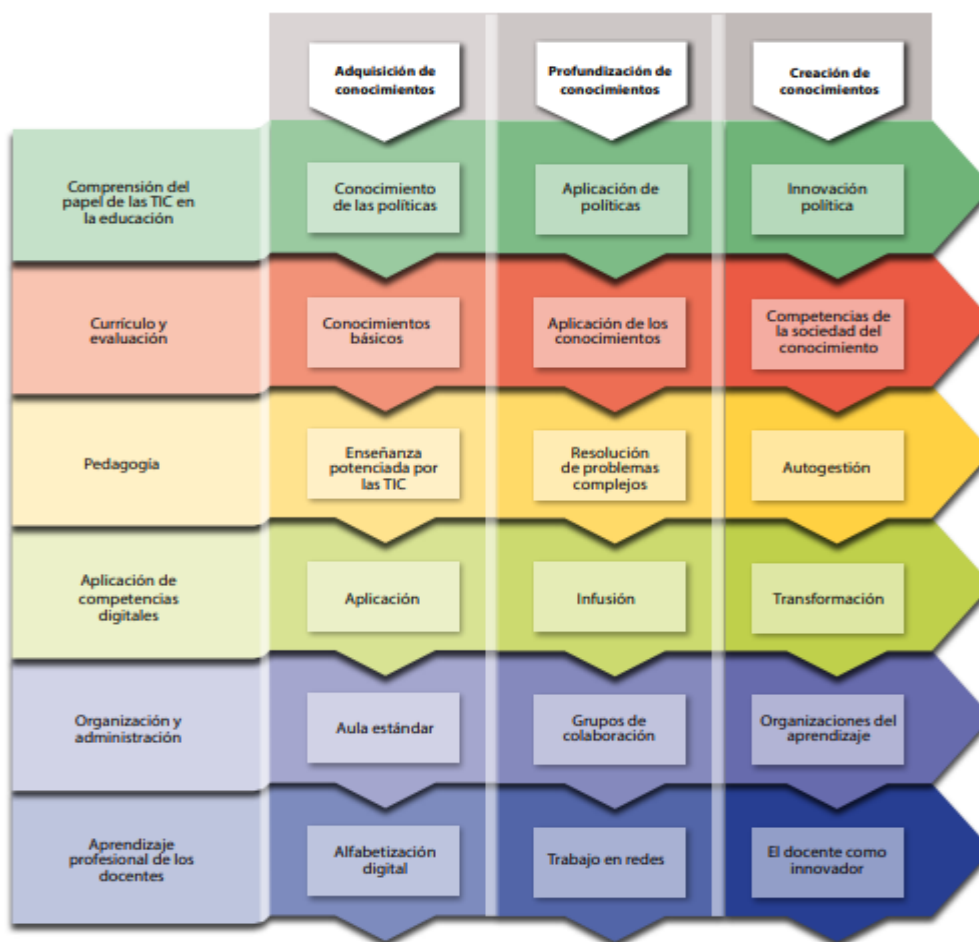 Adquisición de
conocimientos
Profundización de
conocimientos
Creación de
conocimientos
Comprensión del
papel de las TIC en
la educación
Conocimiento
de las políticas
Aplicación de
políticas
Innovación
política
Currículo y
evaluación
Conocimientos
básicos
Aplicación de los
conocimientos
Competencias de
la sociedad del
conocimiento
Pedagogía
Enseñanza
potenciada por
las TIC
Resolución
de problemas
complejos
Autogestión
Aplicación de
competencias
digitales
Aplicación
Infusión
Transformación
Organización y
administración
Aula estándar
Grupos de
colaboración
Organizaciones del
aprendizaje
Aprendizaje
profesional de los
docentes
Alfabetización
digital
Trabajo en redes
El docente como
innovador